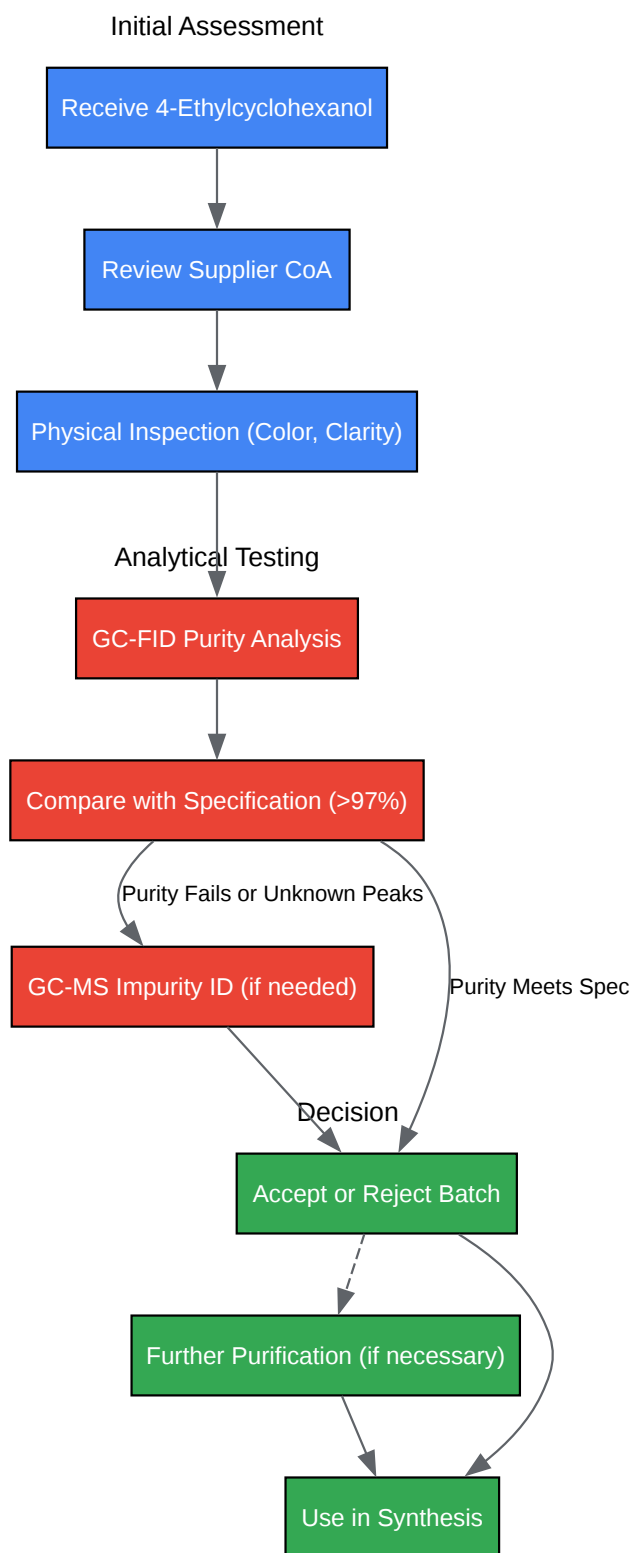 Initial Assessment
Receive 4-Ethylcyclohexanol
Review Supplier CoA
Physical Inspection (Color, Clarity)
Analytical Testing
GC-FID Purity Analysis
Compare with Specification (>97%)
Purity Fails or Unknown Peaks
GC-MS Impurity ID (if needed)
Purity Meets Spec
Decision
Accept or Reject Batch
Further Purification (if necessary)
Use in Synthesis